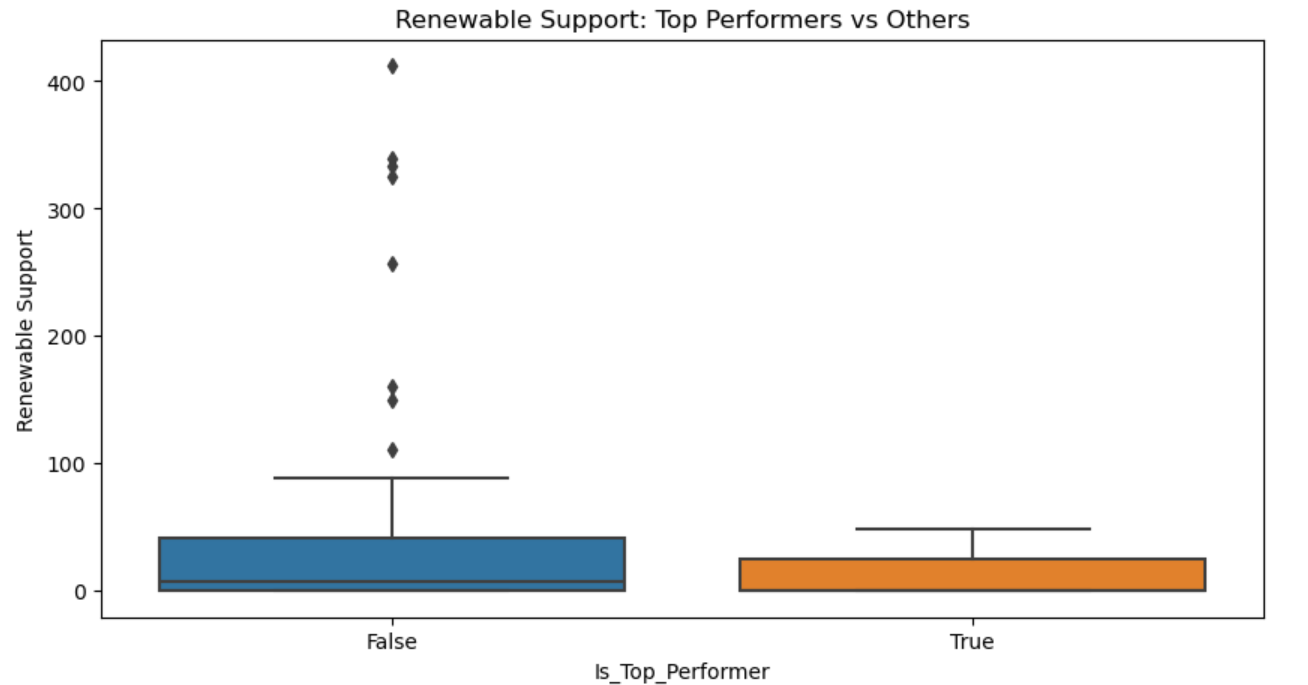 Renewable Support: Top Performers vs Others
Renewable Support
400
300
200
100
0
False
True
Is_Top_Performer